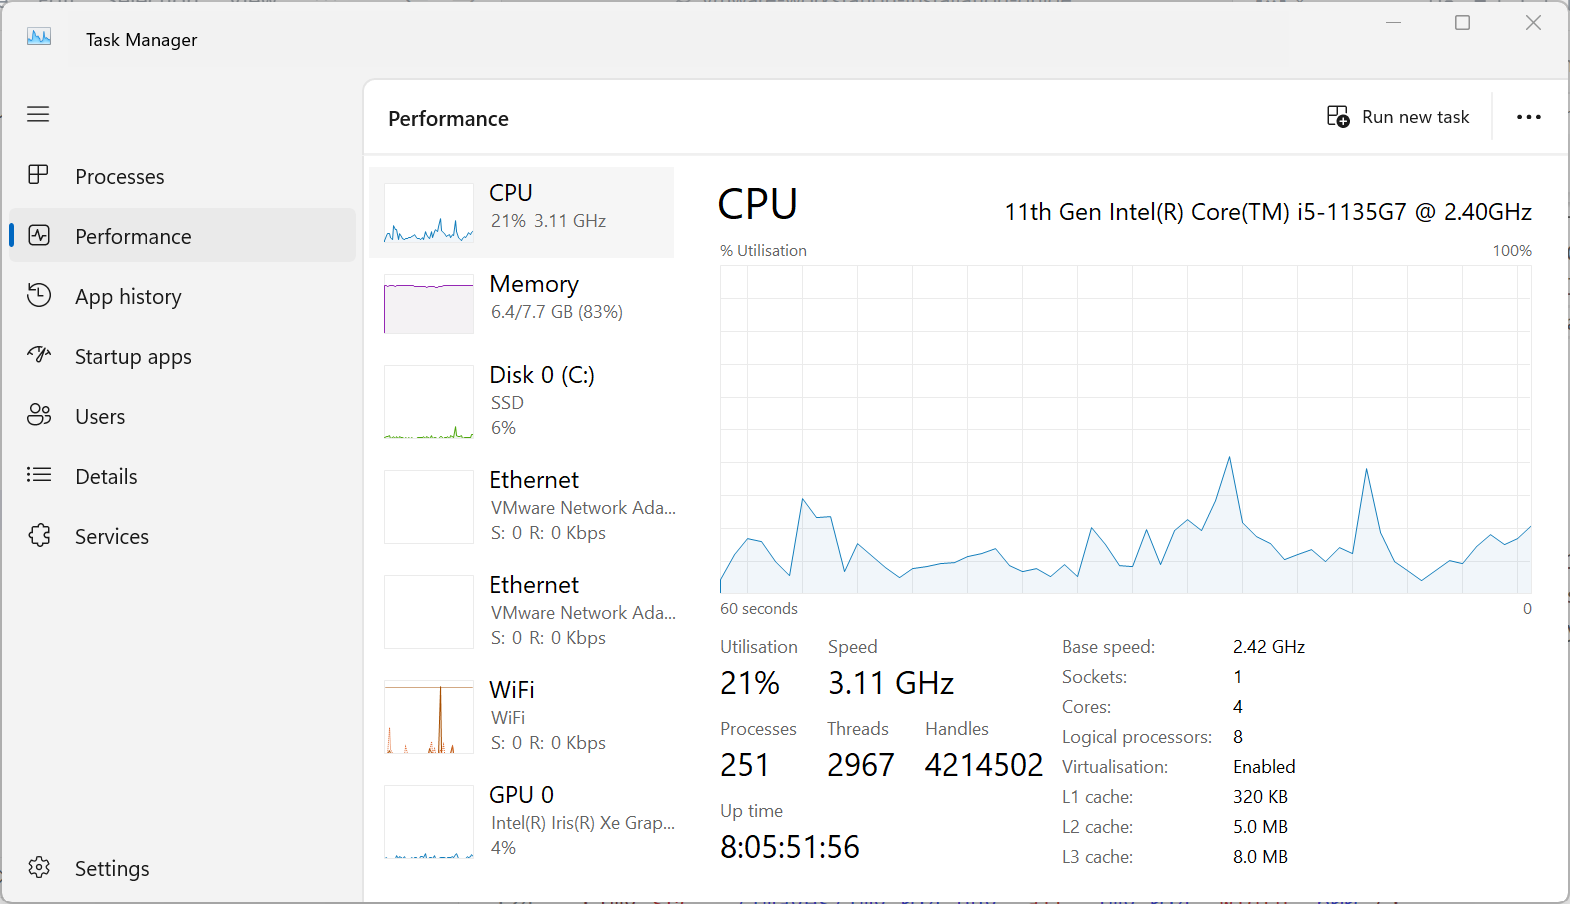 Task Manager
Processes
Performance
App history
Startup apps
Users
Details
Services
Settings
Performance
Run new task
CPU
21% 3.11 GHz
Memory
6.4/7.7 GB (83%)
Disk 0 (C:)
SSD
6%
Ethernet
VMware Network Ada...
S: 0 R: 0 Kbps
Ethernet
VMware Network Ada...
S: 0 R: 0 Kbps
WiFi
WiFi
S: 0 R: 0 Kbps
GPU 0
Intel(R) Iris(R) Xe Grap...
4%
CPU
11th Gen Intel(R) Core(TM) i5-1135G7 @ 2.40GHz
% Utilisation
100%
60 seconds
0
Utilisation
21%
Speed
3.11 GHz
Processes
251
Threads
2967
Handles
4214502
Up time
8:05:51:56
Base speed: 2.42 GHz
Sockets: 1
Cores: 4
Logical processors: 8
Virtualisation: Enabled
L1 cache: 320 KB
L2 cache: 5.0 MB
L3 cache: 8.0 MB